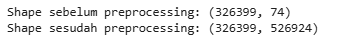 Shape sebelum preprocessing: (326399, 74)
Shape sesudah preprocessing: (326399, 526924)